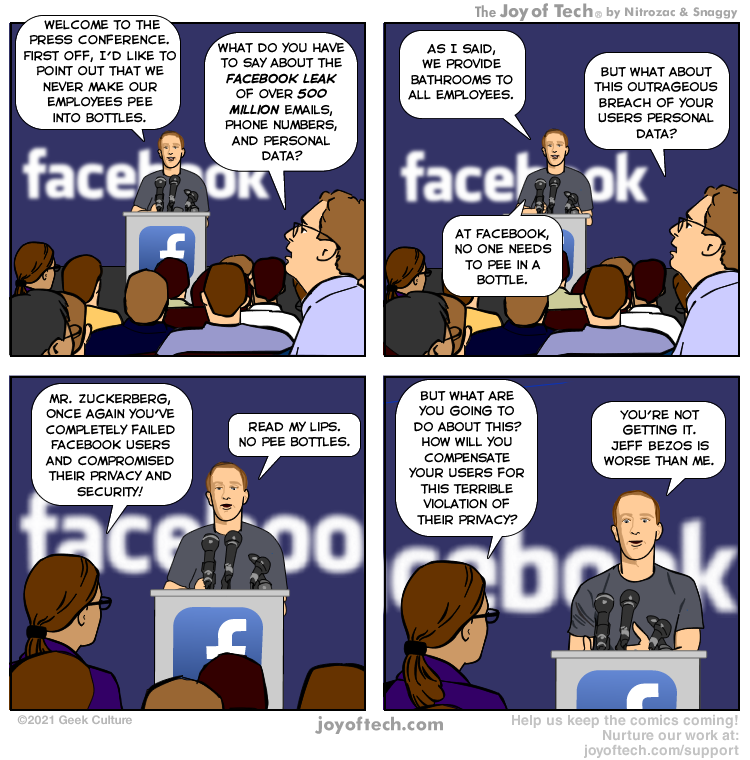 The Joy of Tech® by Nitrozac & Snaggy
WELCOME TO THE
PRESS CONFERENCE.
FIRST OFF, I'D LIKE TO
POINT OUT THAT WE
NEVER MAKE OUR
EMPLOYEES PEE
INTO BOTTLES.
WHAT DO YOU HAVE
TO SAY ABOUT THE
FACEBOOK LEAK
OF OVER 500
MILLION EMAILS,
PHONE NUMBERS,
AND PERSONAL
DATA?
face ok
f
AS I SAID,
WE PROVIDE
BATHROOMS TO
ALL EMPLOYEES.
BUT WHAT ABOUT
THIS OUTRAGEOUS
BREACH OF YOUR
USERS PERSONAL
DATA?
face ok
AT FACEBOOK,
NO ONE NEEDS
TO PEE IN A
BOTTLE.
f
MR. ZUCKERBERG,
ONCE AGAIN YOU'VE
COMPLETELY FAILED
FACEBOOK USERS
AND COMPROMISED
THEIR PRIVACY AND
SECURITY!
READ MY LIPS.
NO PEE BOTTLES.
faceboo
f
BUT WHAT ARE
YOU GOING TO
DO ABOUT THIS?
HOW WILL YOU
COMPENSATE
YOUR USERS FOR
THIS TERRIBLE
VIOLATION OF
THEIR PRIVACY?
YOU'RE NOT
GETTING IT.
JEFF BEZOS IS
WORSE THAN ME.
cebook
f
©2021 Geek Culture
joyoftech.com
Help us keep the comics coming!
Nurture our work at:
joyoftech.com/support